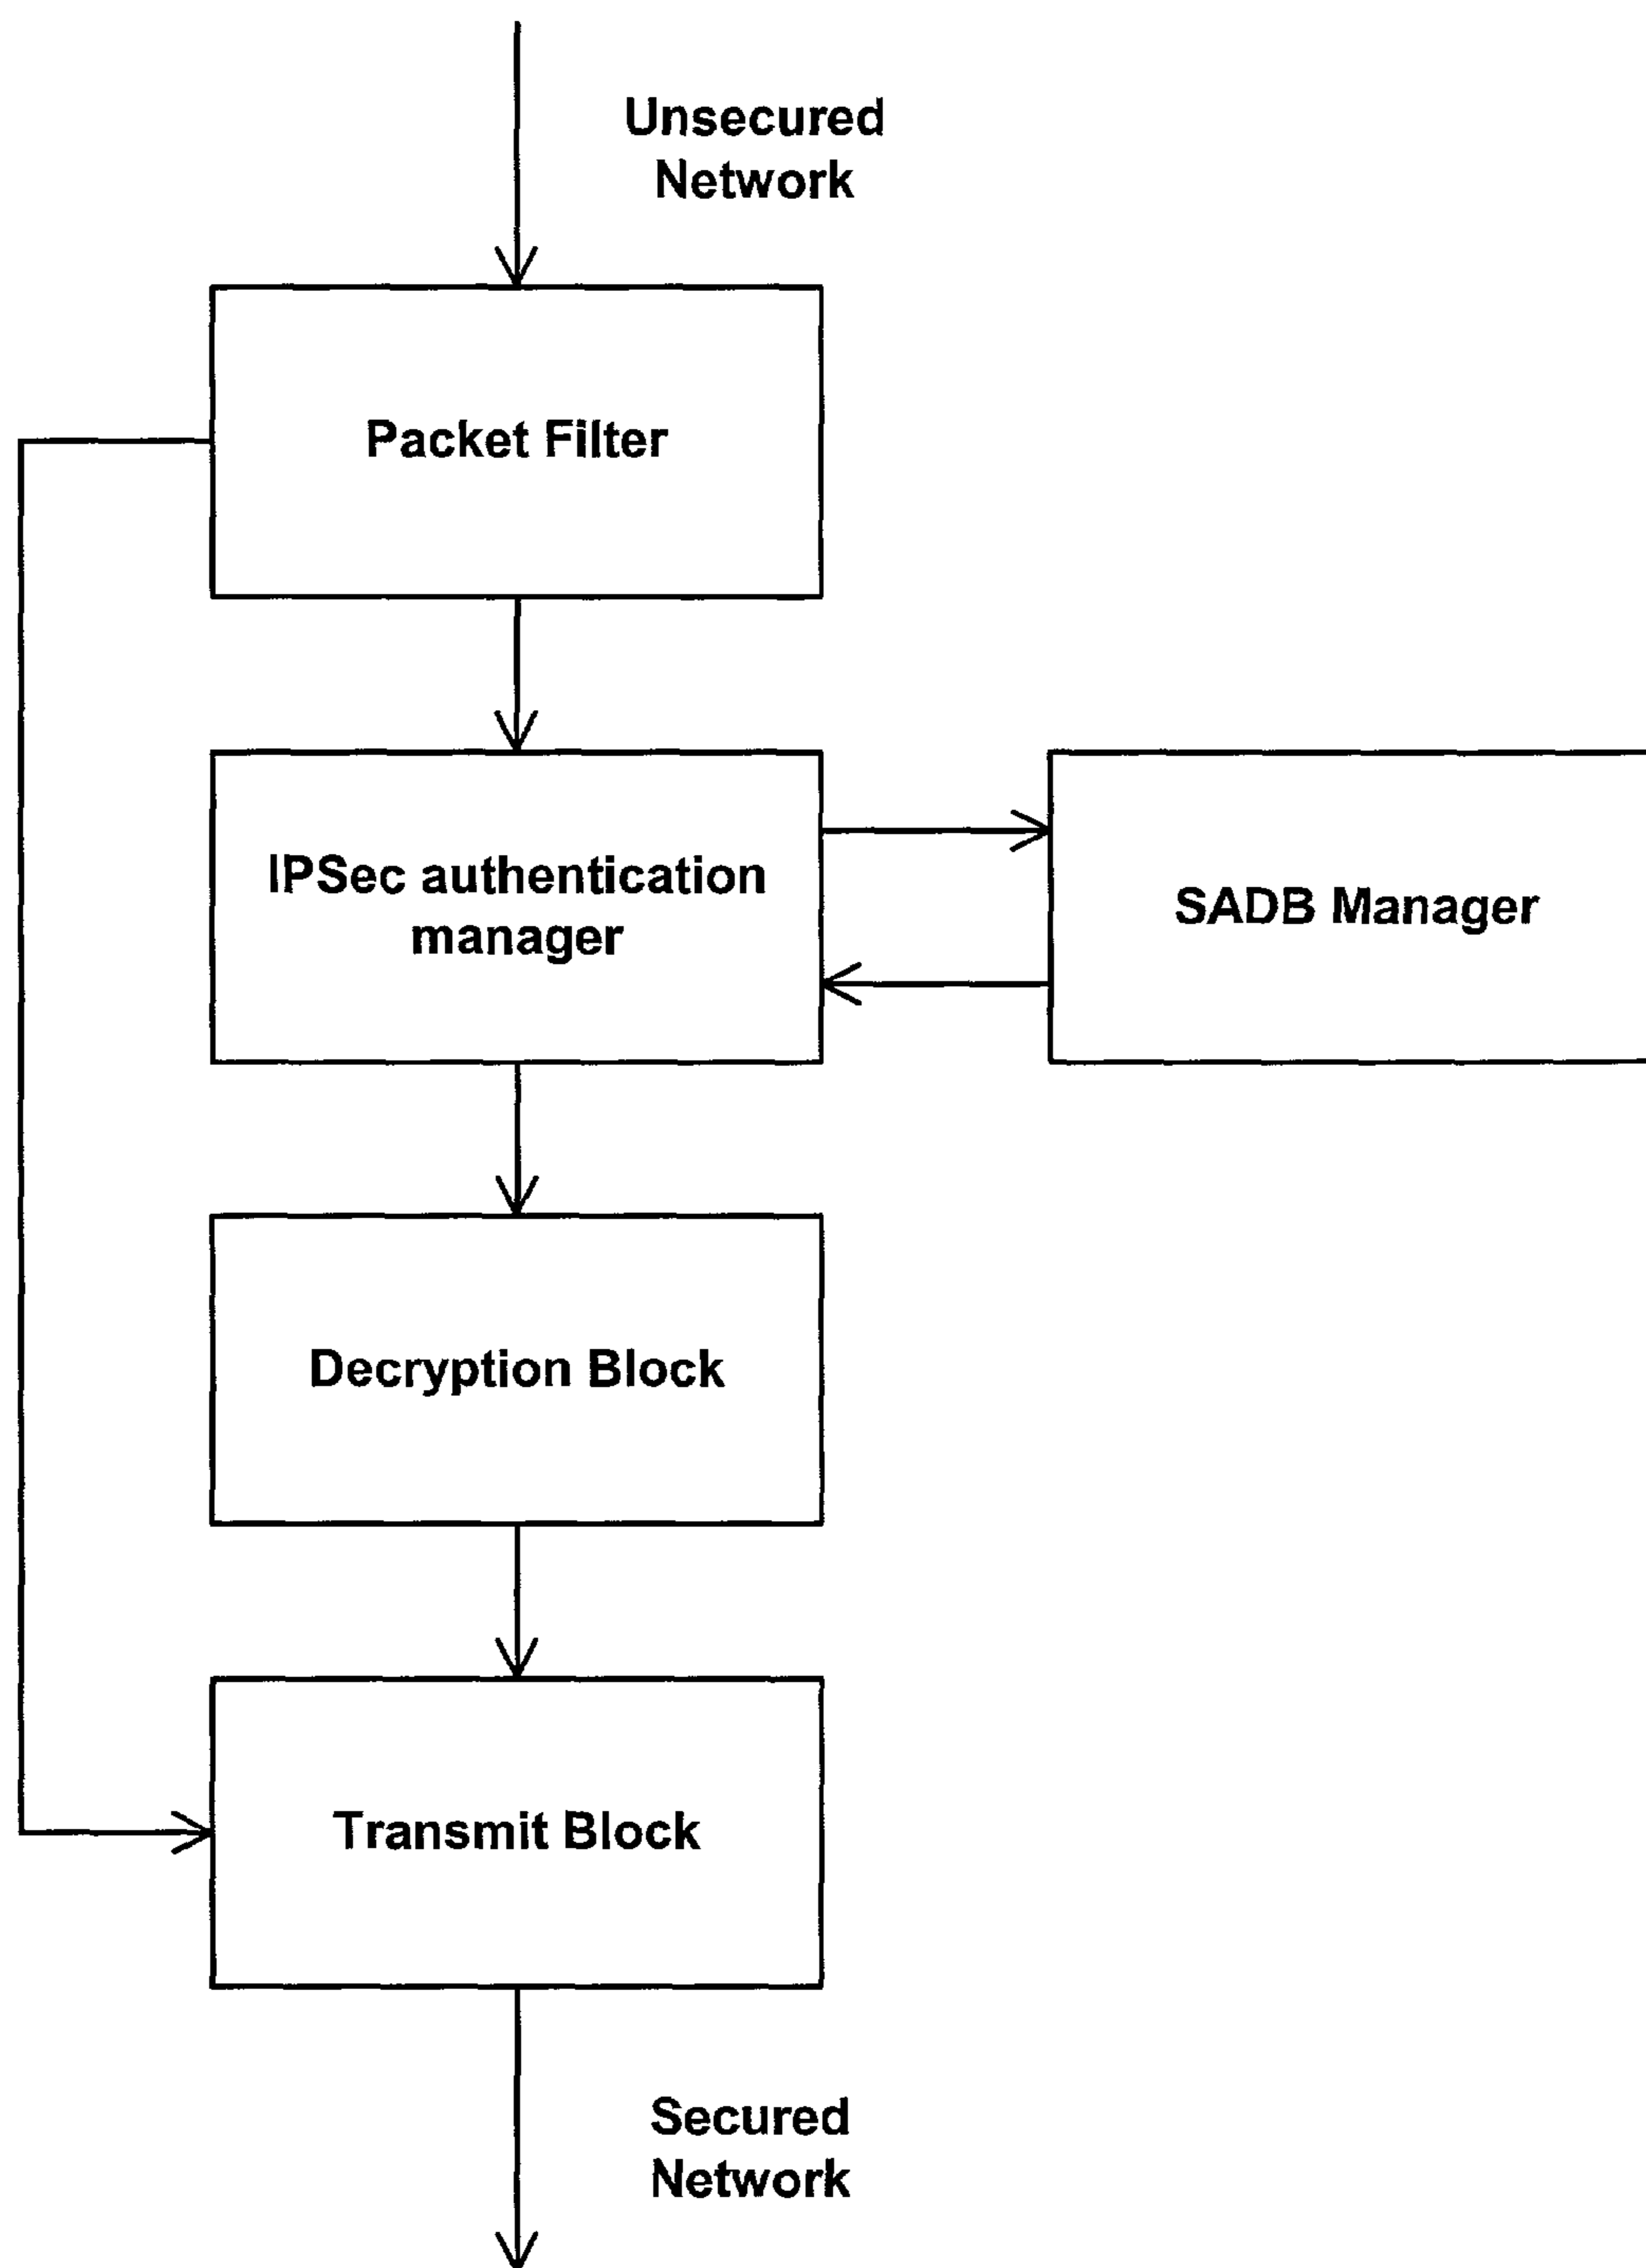 Unsecured
Network
Packet Filter
IPSec authentication
manager
SADB Manager
Decryption Block
Transmit Block
Secured
Network